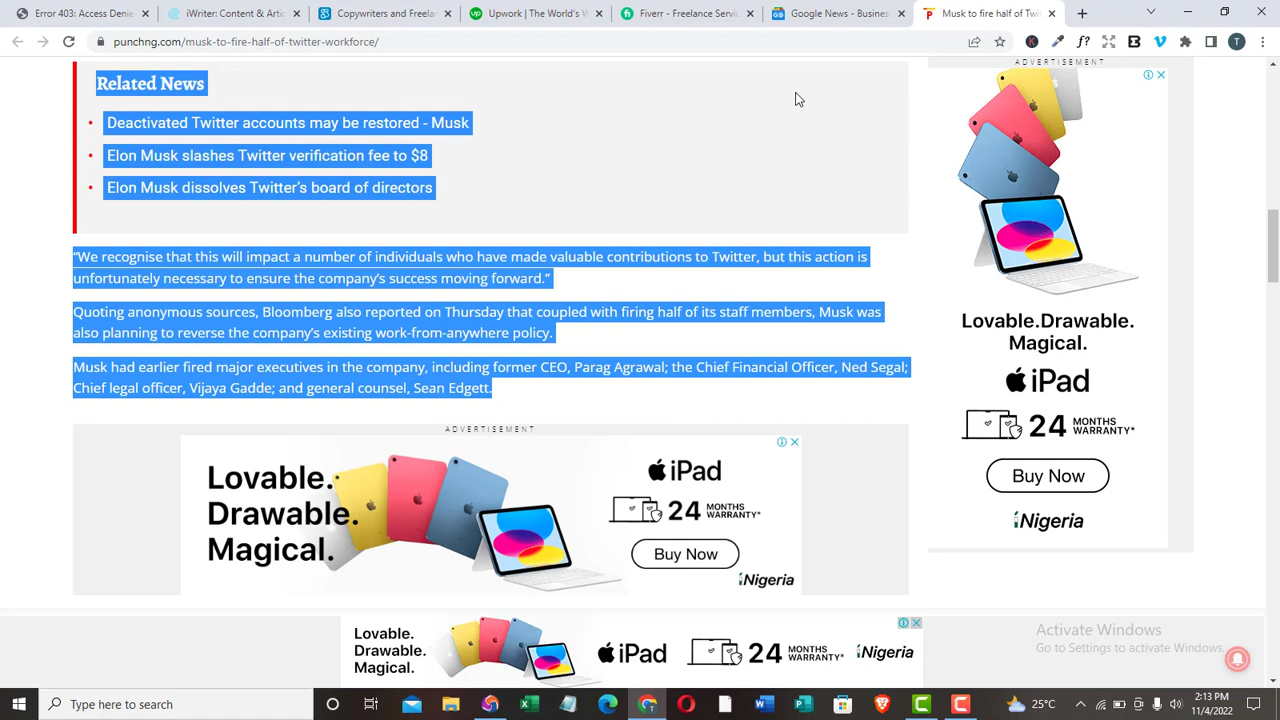 Error 403: Access Denie
iWriter: Content & Artic
Copywriters and Freelan
Upwork | The World's W
Fiverr - Freelance Servic
Google News - Business
Musk to fire half of Twi
punchng.com/musk-to-fire-half-of-twitter-workforce/
T
Related News
• Deactivated Twitter accounts may be restored - Musk
• Elon Musk slashes Twitter verification fee to $8
• Elon Musk dissolves Twitter's board of directors
“We recognise that this will impact a number of individuals who have made valuable contributions to Twitter, but this action is
unfortunately necessary to ensure the company’s success moving forward.”
Quoting anonymous sources, Bloomberg also reported on Thursday that coupled with firing half of its staff members, Musk was
also planning to reverse the company’s existing work-from-anywhere policy.
Musk had earlier fired major executives in the company, including former CEO, Parag Agrawal; the Chief Financial Officer, Ned Segal;
Chief legal officer, Vijaya Gadde; and general counsel, Sean Edgett.
ADVERTISEMENT
Lovable.
Drawable.
Magical.
iPad
24 MONTHS
WARRANTY*
Buy Now
iNigeria
ADVERTISEMENT
Lovable.Drawable.
Magical.
iPad
24 MONTHS
WARRANTY*
Buy Now
iNigeria
Lovable.
Drawable.
Magical.
iPad
24 MONTHS
WARRANTY*
iNigeria
Activate Windows
Go to Settings to activate Windows.
Type here to search
25°C
2:13 PM
11/4/2022